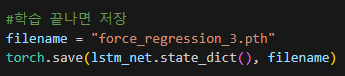 #학습 끝나면 저장
filename = "force_regression_3.pth"
torch.save(lstm_net.state_dict(), filename)